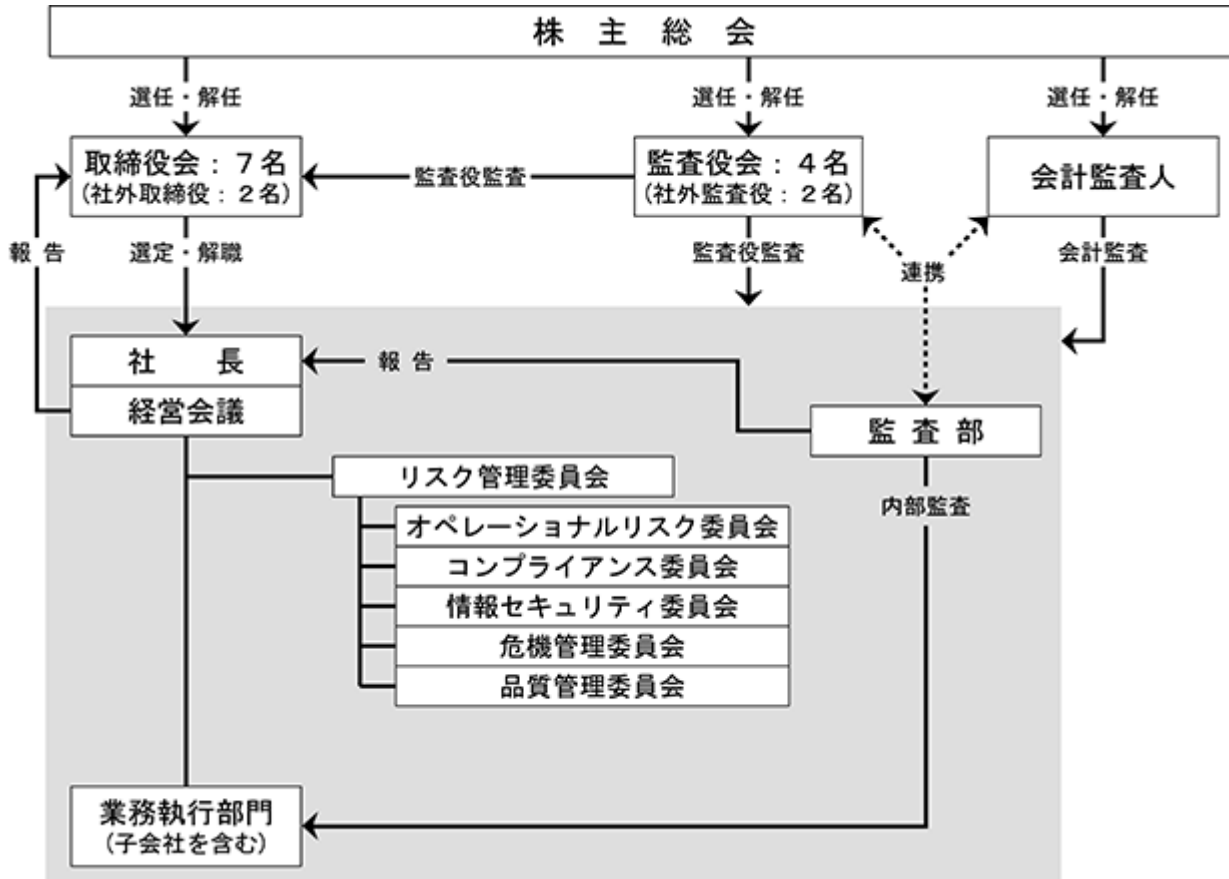 株主総会
選任・解任
選任・解任
選任・解任
取締役会：７名
(社外取締役：２名)
監査役監査
監査役会：４名
(社外監査役：２名)
会計監査人
報告
選定・解職
監査役監査
連携
会計監査
社長
経営会議
報告
監査部
リスク管理委員会
オペレーショナルリスク委員会
コンプライアンス委員会
情報セキュリティ委員会
危機管理委員会
品質管理委員会
内部監査
業務執行部門
(子会社を含む)